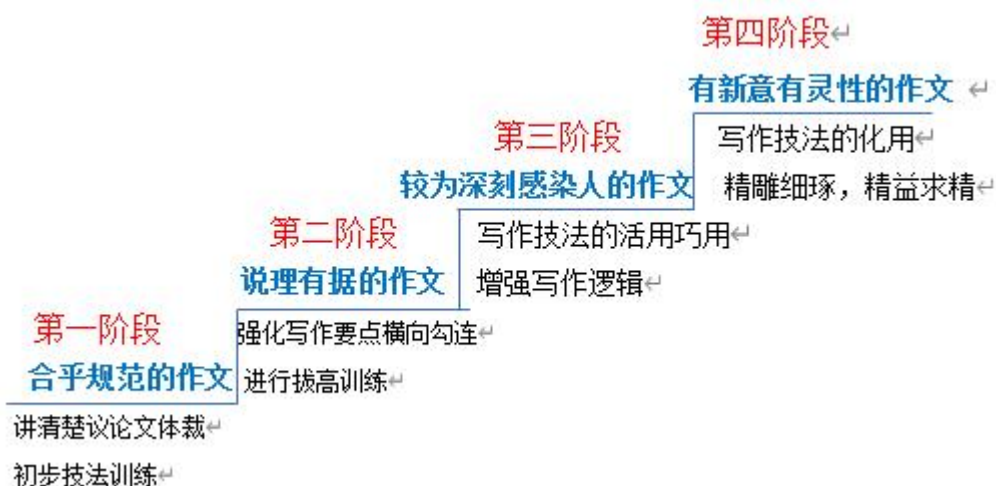 第四阶段
有新意有灵性的作文
写作技法的化用
精雕细琢，精益求精
第三阶段
较为深刻感染人的作文
写作技法的活用巧用
增强写作逻辑
第二阶段
说理有据的作文
强化写作要点横向勾连
进行拔高训练
第一阶段
合乎规范的作文
讲清楚议论文体裁
初步技法训练